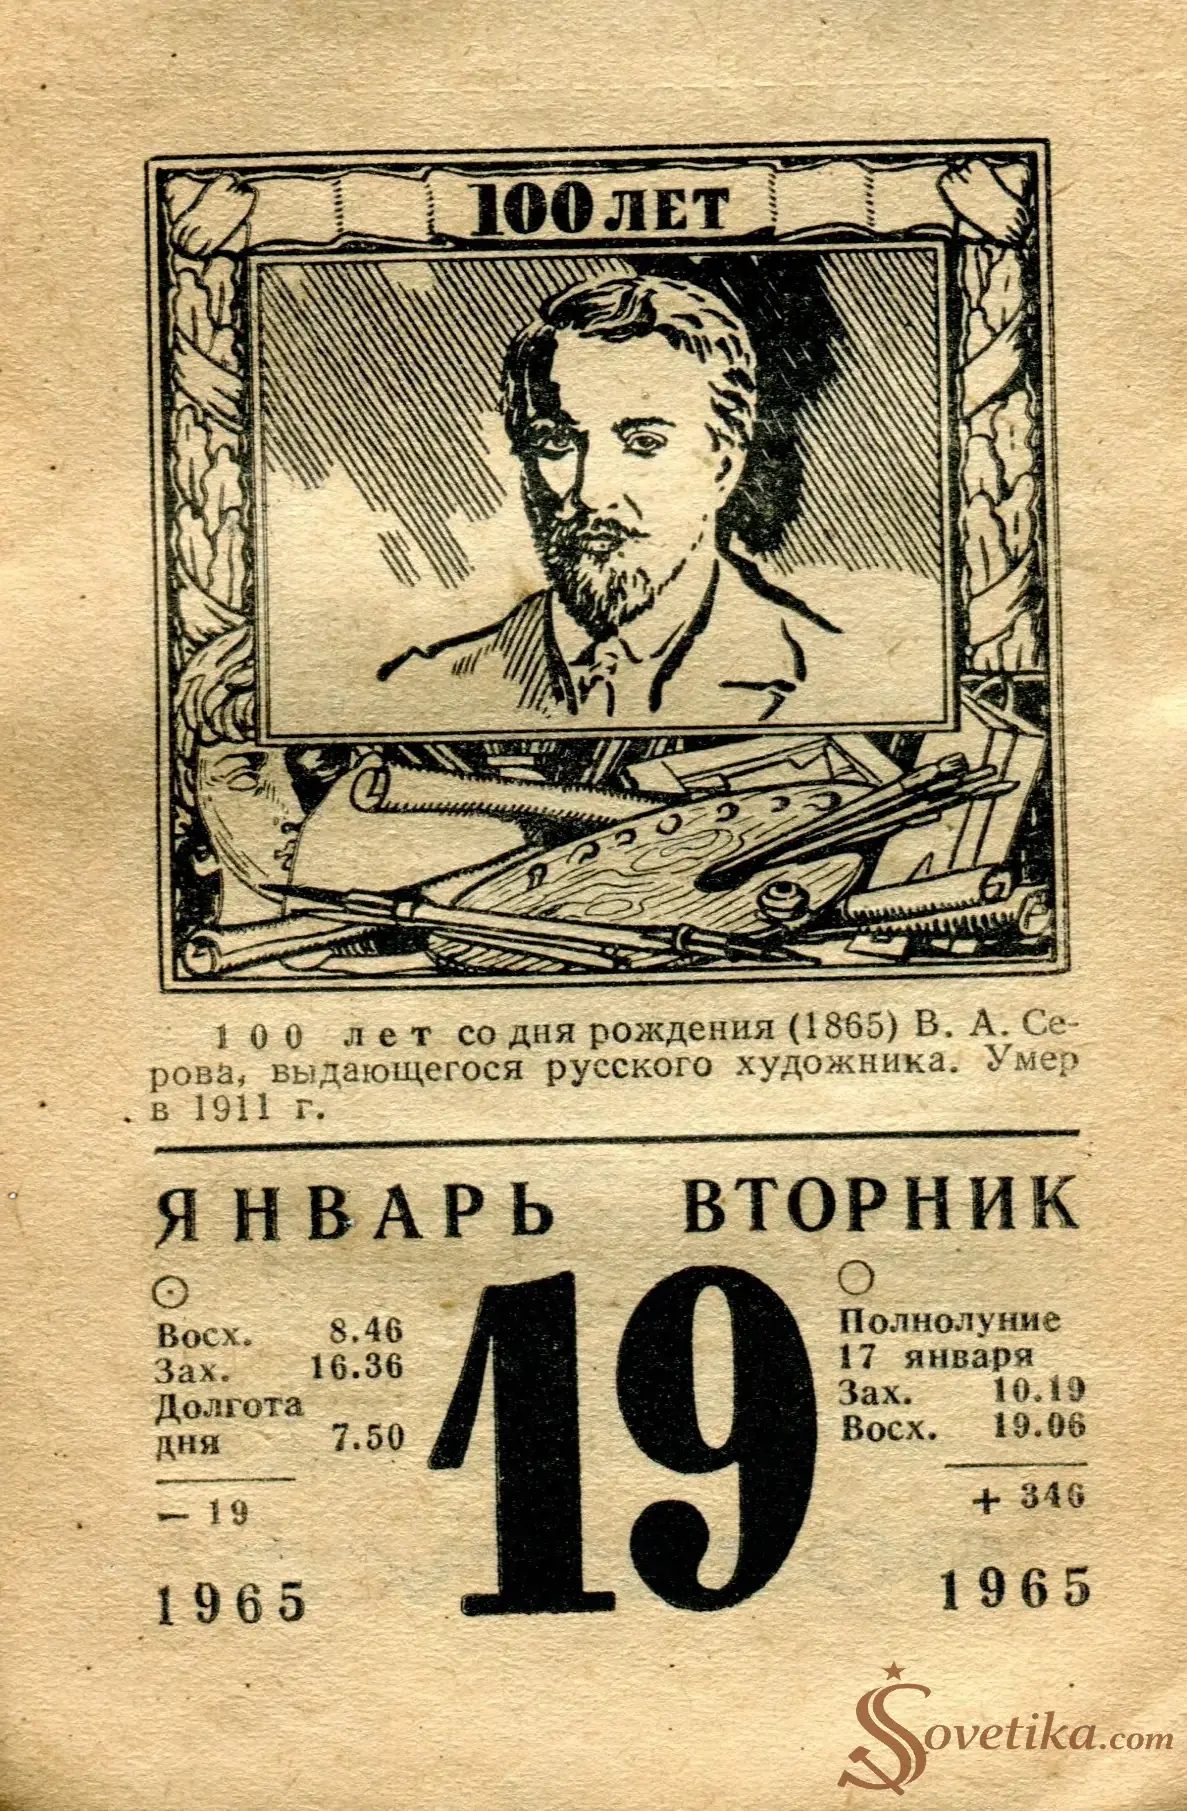 100 ЛЕТ
100 лет со дня рождения (1865) В. А. Се-
рова, выдающегося русского художника. Умер
в 1911 г.
ЯНВАРЬ ВТОРНИК
19
Восх. 8.46
Зах. 16.36
Долгота
дня 7.50
— 19
1965
Полнолуние
17 января
Зах. 10.19
Восх. 19.06
+ 346
1965
Sovetika.com